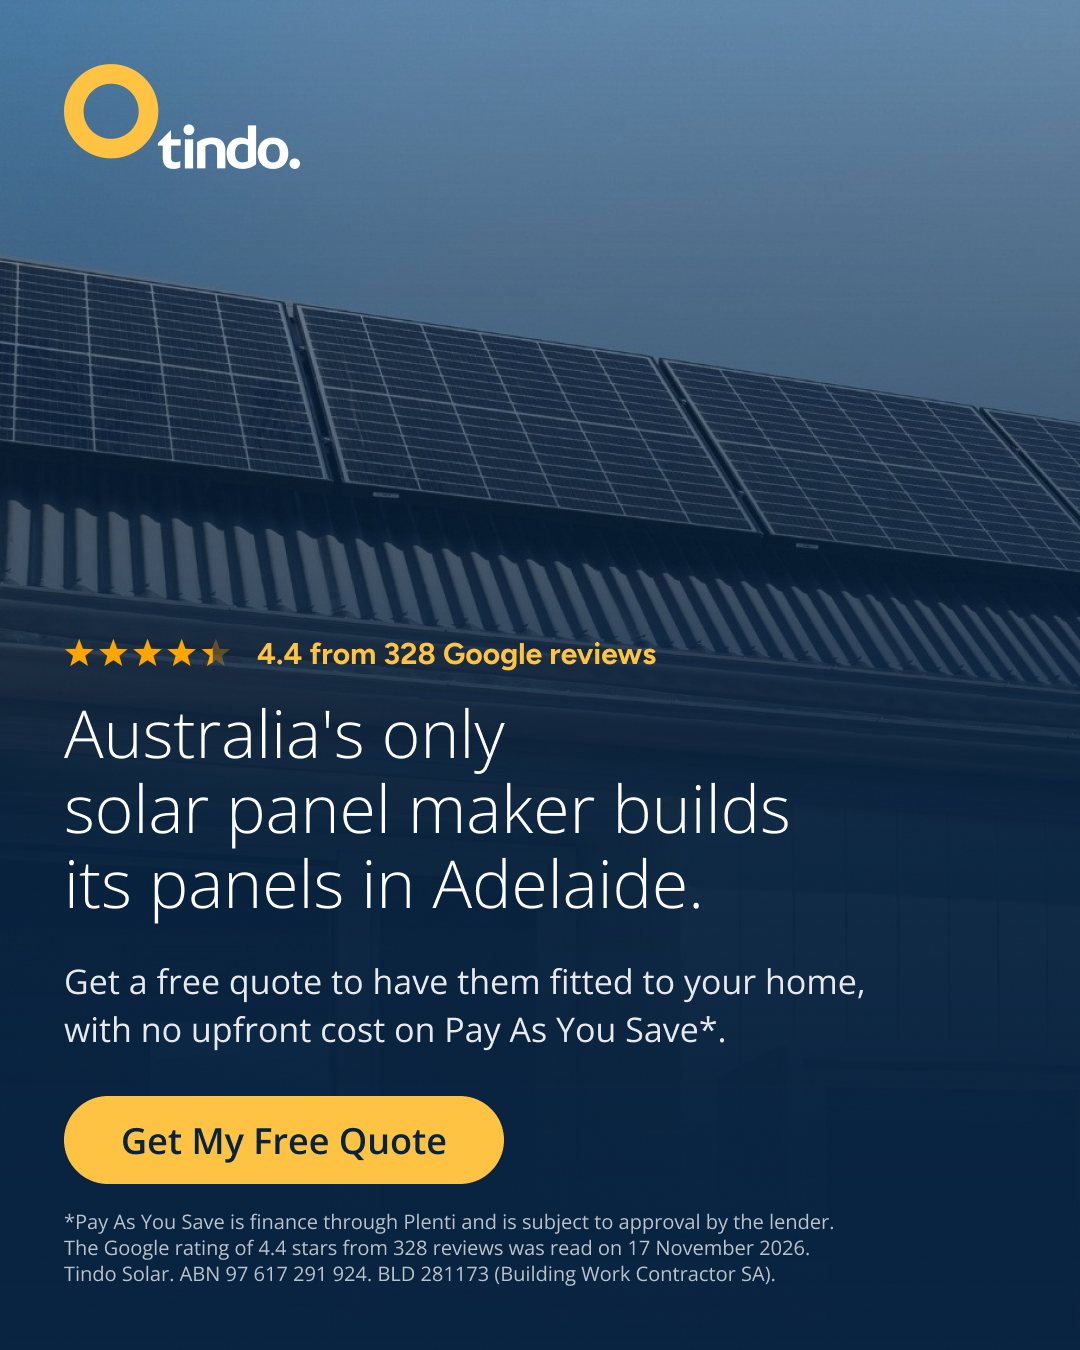 tindo.
4.4 from 328 Google reviews
Australia's only
solar panel maker builds
its panels in Adelaide.
Get a free quote to have them fitted to your home,
with no upfront cost on Pay As You Save*.
Get My Free Quote
*Pay As You Save is finance through Plenti and is subject to approval by the lender.
The Google rating of 4.4 stars from 328 reviews was read on 17 November 2026.
Tindo Solar. ABN 97 617 291 924. BLD 281173 (Building Work Contractor SA).